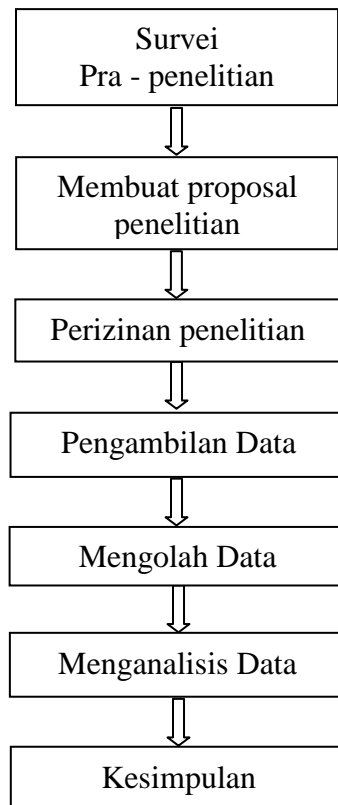 Survei
Pra - penelitian
Membuat proposal
penelitian
Perizinan penelitian
Pengambilan Data
Mengolah Data
Menganalisis Data
Kesimpulan